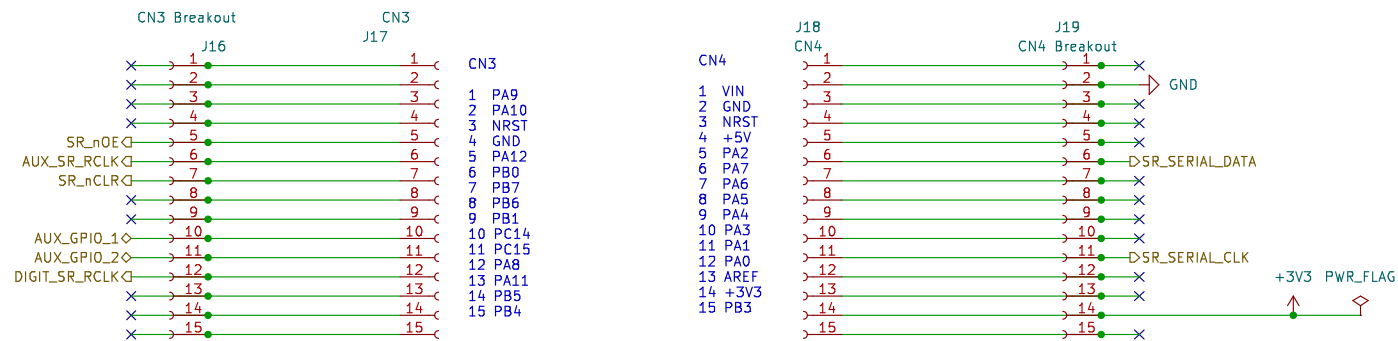 CN3 Breakout
J16
1
2
3
4
SR_nOE 5
AUX_SR_RCLK 6
SR_nCLR 7
8
9
AUX_GPIO_1 10
AUX_GPIO_2 11
DIGIT_SR_RCLK 12
13
14
15
CN3
J17
1
2
3
4
5
6
7
8
9
10
11
12
13
14
15
CN3
1 PA9
2 PA10
3 NRST
4 GND
5 PA12
6 PB0
7 PB7
8 PB6
9 PB1
10 PC14
11 PC15
12 PA8
13 PA11
14 PB5
15 PB4
CN4
1 VIN
2 GND
3 NRST
4 +5V
5 PA2
6 PA7
7 PA6
8 PA5
9 PA4
10 PA3
11 PA1
12 PA0
13 AREF
14 +3V3
15 PB3
J18
CN4
1
2
3
4
5
6
7
8
9
10
11
12
13
14
15
J19
CN4 Breakout
1
2 GND
3
4
5
6 SR_SERIAL_DATA
7
8
9
10
11 SR_SERIAL_CLK
12
13
14
15
+3V3 PWR_FLAG